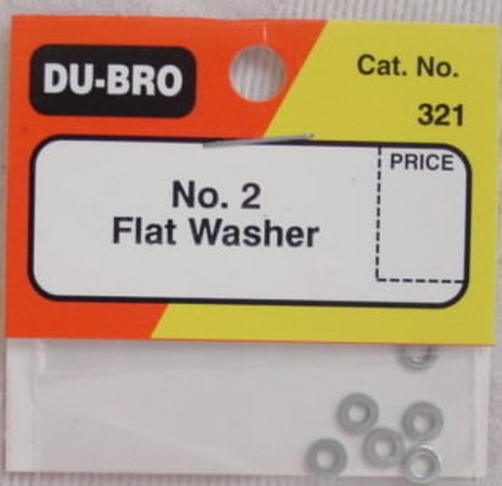 DU-BRO
Cat. No.
321
PRICE
No. 2
Flat Washer